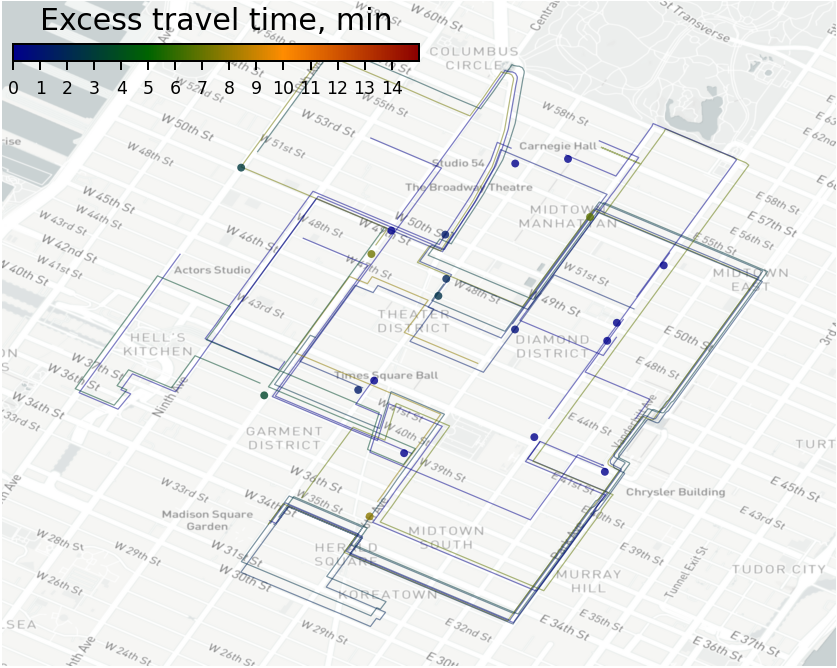 Excess travel time, min
0 1 2 3 4 5 6 7 8 9 10 11 12 13 14
W 60th St
COLUMBUS
CIRCLE
W 56th St
W 55th St
W 58th St
W 53rd St
W 52nd St
W 50th St
W 51st St
W 48th St
Carnegie Hall
Studio 54
The Broadway Theatre
MIDTOWN
MANHATTAN
E 58th St
E 57th St
E 56th St
E 55th St
W 45th St
W 44th St
W 43rd St
W 42nd St
W 41st St
W 40th St
W 48th St
W 50th St
W 46th St
W 47th St
Actors Studio
W 48th St
W 51st St
W 49th St
MIDTOWN
EAST
W 43rd St
THEATER
DISTRICT
DIAMOND
DISTRICT
HELL'S
KITCHEN
E 50th St
E 48th St
W 37th St
W 36th St
W 34th St
Ninth Ave
Times Square Ball
W 41st St
W 40th St
E 44th St
Vanderbilt Ave
GARMENT
DISTRICT
W 39th St
W 36th St
W 35th St
W 34th St
W 33rd St
E 41st St
E 45th St
E 43rd St
Chrysler Building
E 40th St
Madison Square
Garden
HERALD
SQUARE
MIDTOWN
SOUTH
Park Ave
W 28th St
W 29th St
W 31st St
W 30th St
W 26th St
KOREATOWN
MURRAY
HILL
E 39th St
Tunnel Exit St
TUDOR CITY
W 29th St
W 24th St
W 26th St
E 32nd St
E 34th St
E 35th St
E 36th St
E 37th St